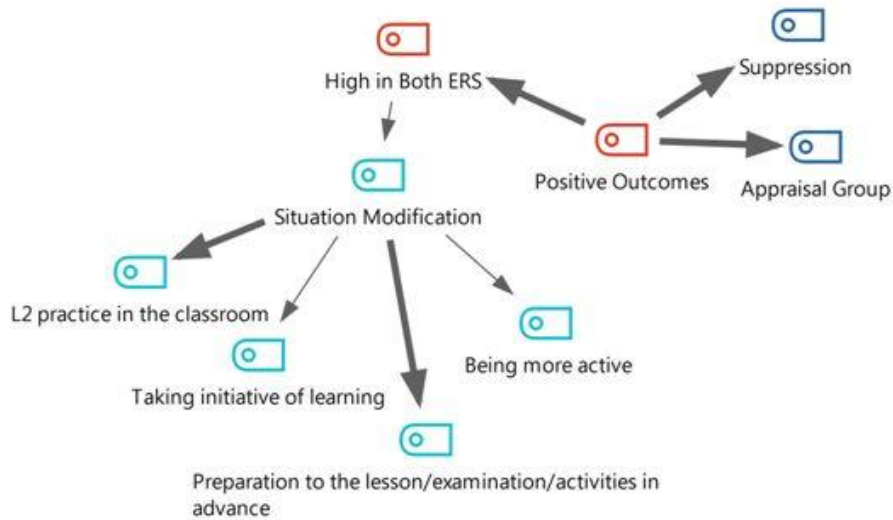 Suppression
High in Both ERS
Positive Outcomes
Appraisal Group
Situation Modification
L2 practice in the classroom
Being more active
Taking initiative of learning
Preparation to the lesson/examination/activities in
advance